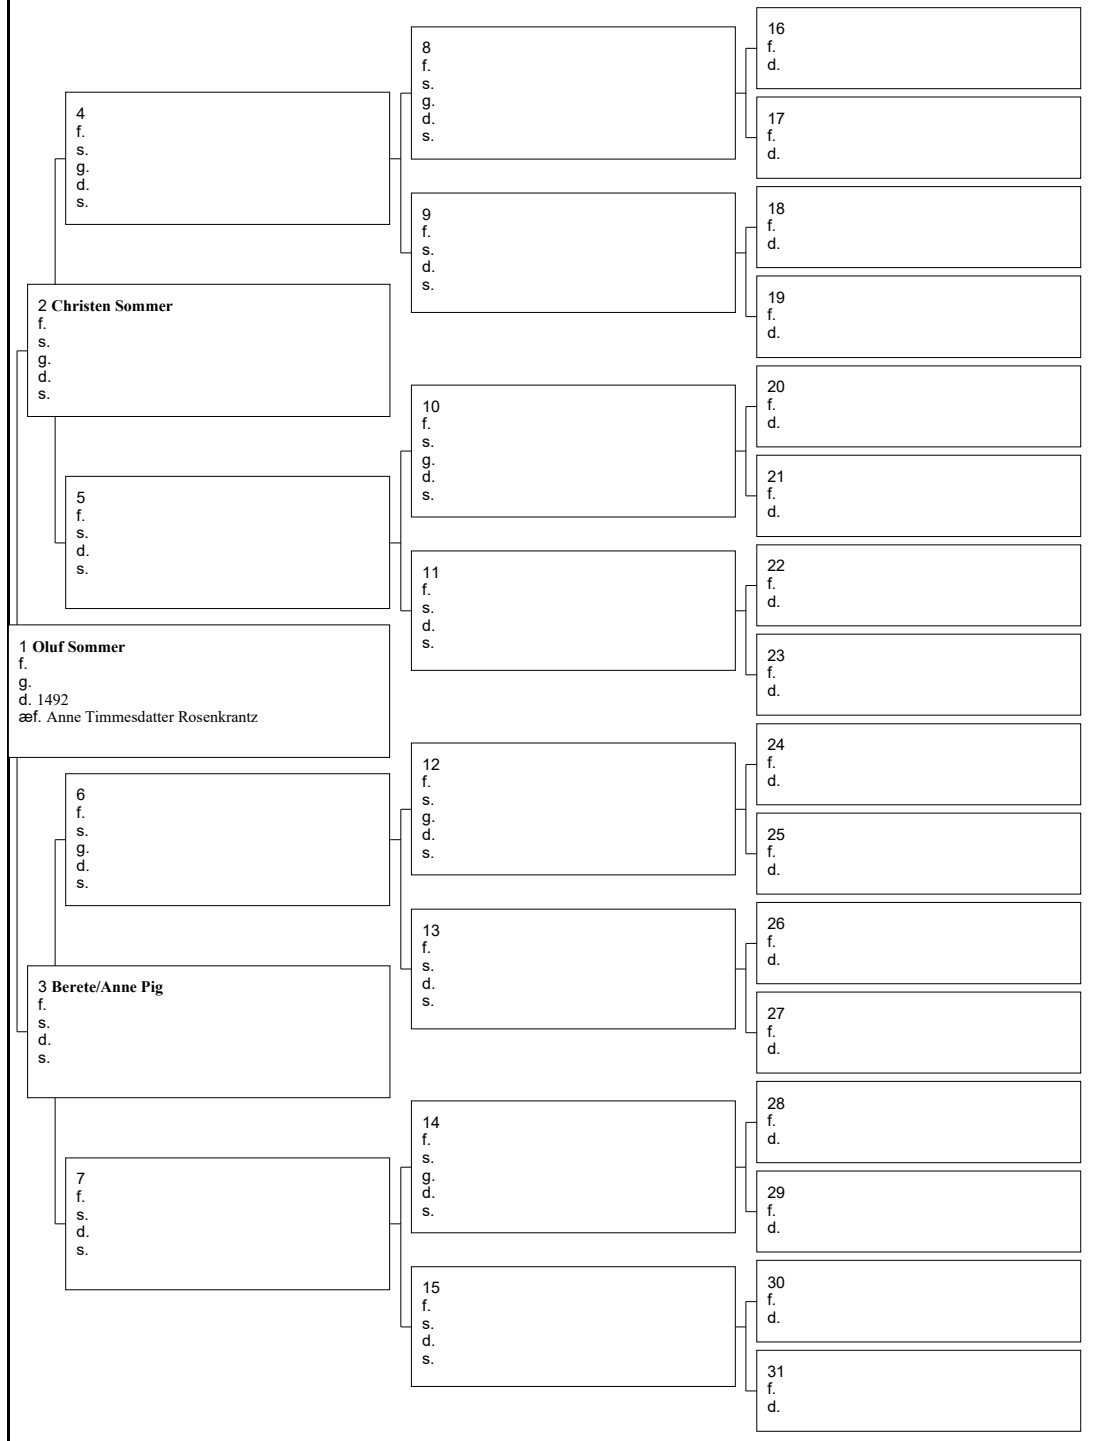 16
f.
d.
8
f.
s.
g.
d.
s.
17
f.
d.
4
f.
s.
g.
d.
s.
18
f.
d.
9
f.
s.
d.
s.
19
f.
d.
2 Christen Sommer
f.
s.
g.
d.
s.
20
f.
d.
10
f.
s.
g.
d.
s.
21
f.
d.
5
f.
s.
d.
s.
22
f.
d.
11
f.
s.
d.
s.
23
f.
d.
1 Oluf Sommer
f.
g.
d. 1492
æf. Anne Timmesdatter Rosenkrantz
24
f.
d.
12
f.
s.
g.
d.
s.
25
f.
d.
6
f.
s.
g.
d.
s.
26
f.
d.
13
f.
s.
d.
s.
27
f.
d.
3 Berete/Anne Pig
f.
s.
d.
s.
28
f.
d.
14
f.
s.
g.
d.
s.
29
f.
d.
7
f.
s.
d.
s.
30
f.
d.
15
f.
s.
d.
s.
31
f.
d.